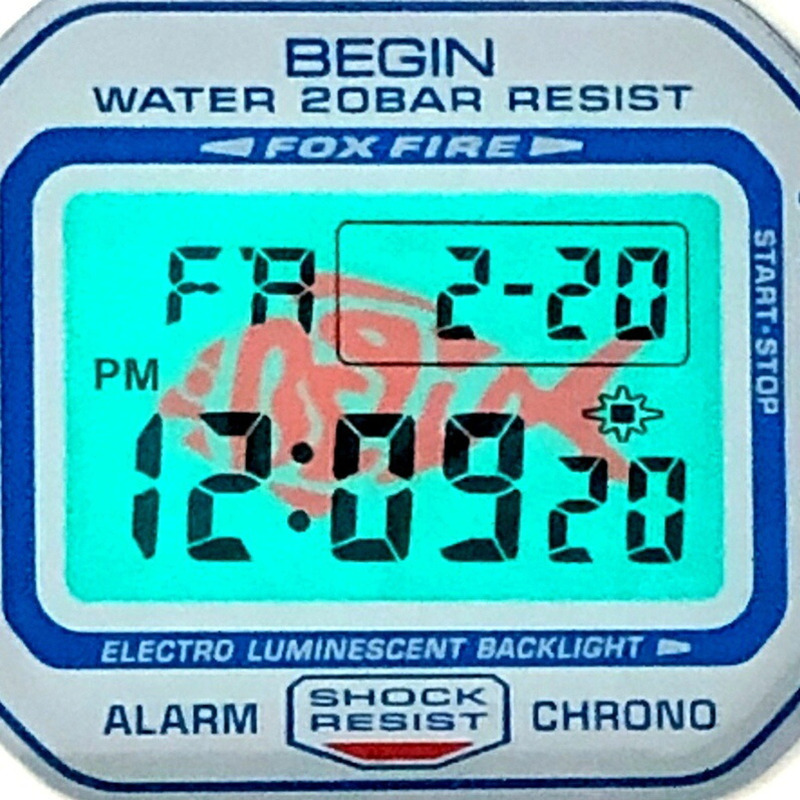 BEGIN
WATER 20BAR RESIST
FOX FIRE
FR 2-20
START·STOP
PM
12:09 20
Begin
ELECTRO LUMINESCENT BACKLIGHT
ALARM SHOCK RESIST CHRONO